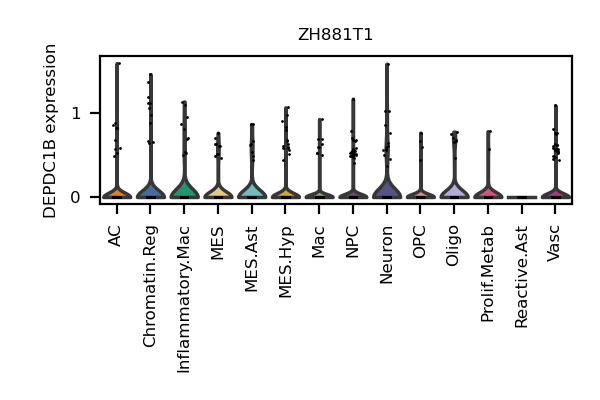 ZH881T1
DEPDC1B expression
1
0
AC
Chromatin.Reg
Inflammatory.Mac
MES
MES.Ast
MES.Hyp
Mac
NPC
Neuron
OPC
Oligo
Prolif.Metab
Reactive.Ast
Vasc